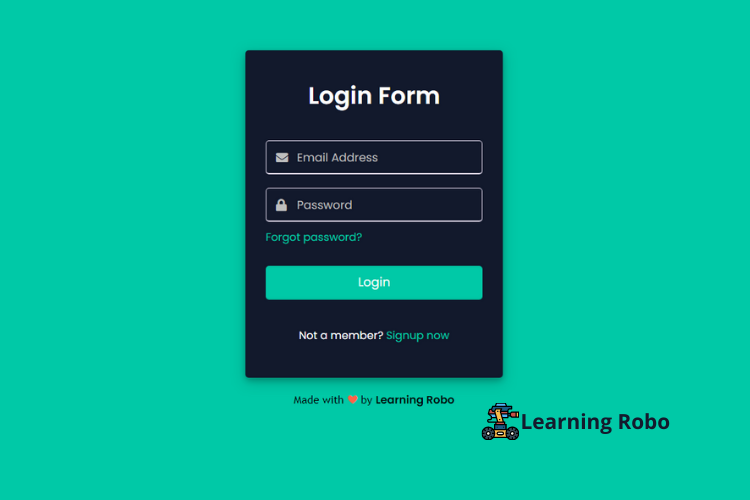 Login Form
Email Address
Password
Forgot password?
Login
Not a member? Signup now
Made with ❤ by Learning Robo
Learning Robo